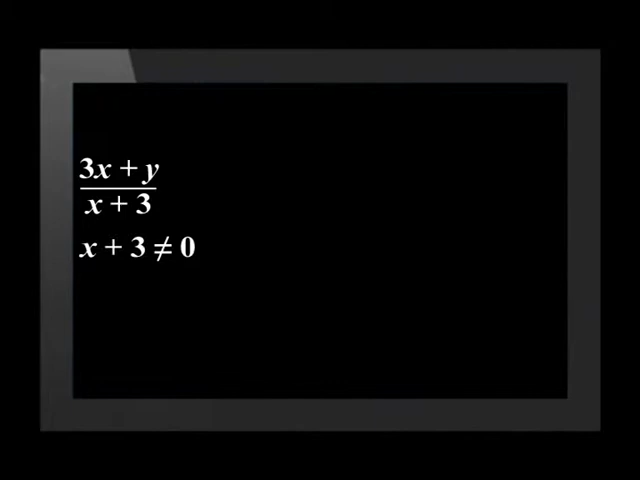 3x + y
x + 3
x + 3 ≠ 0